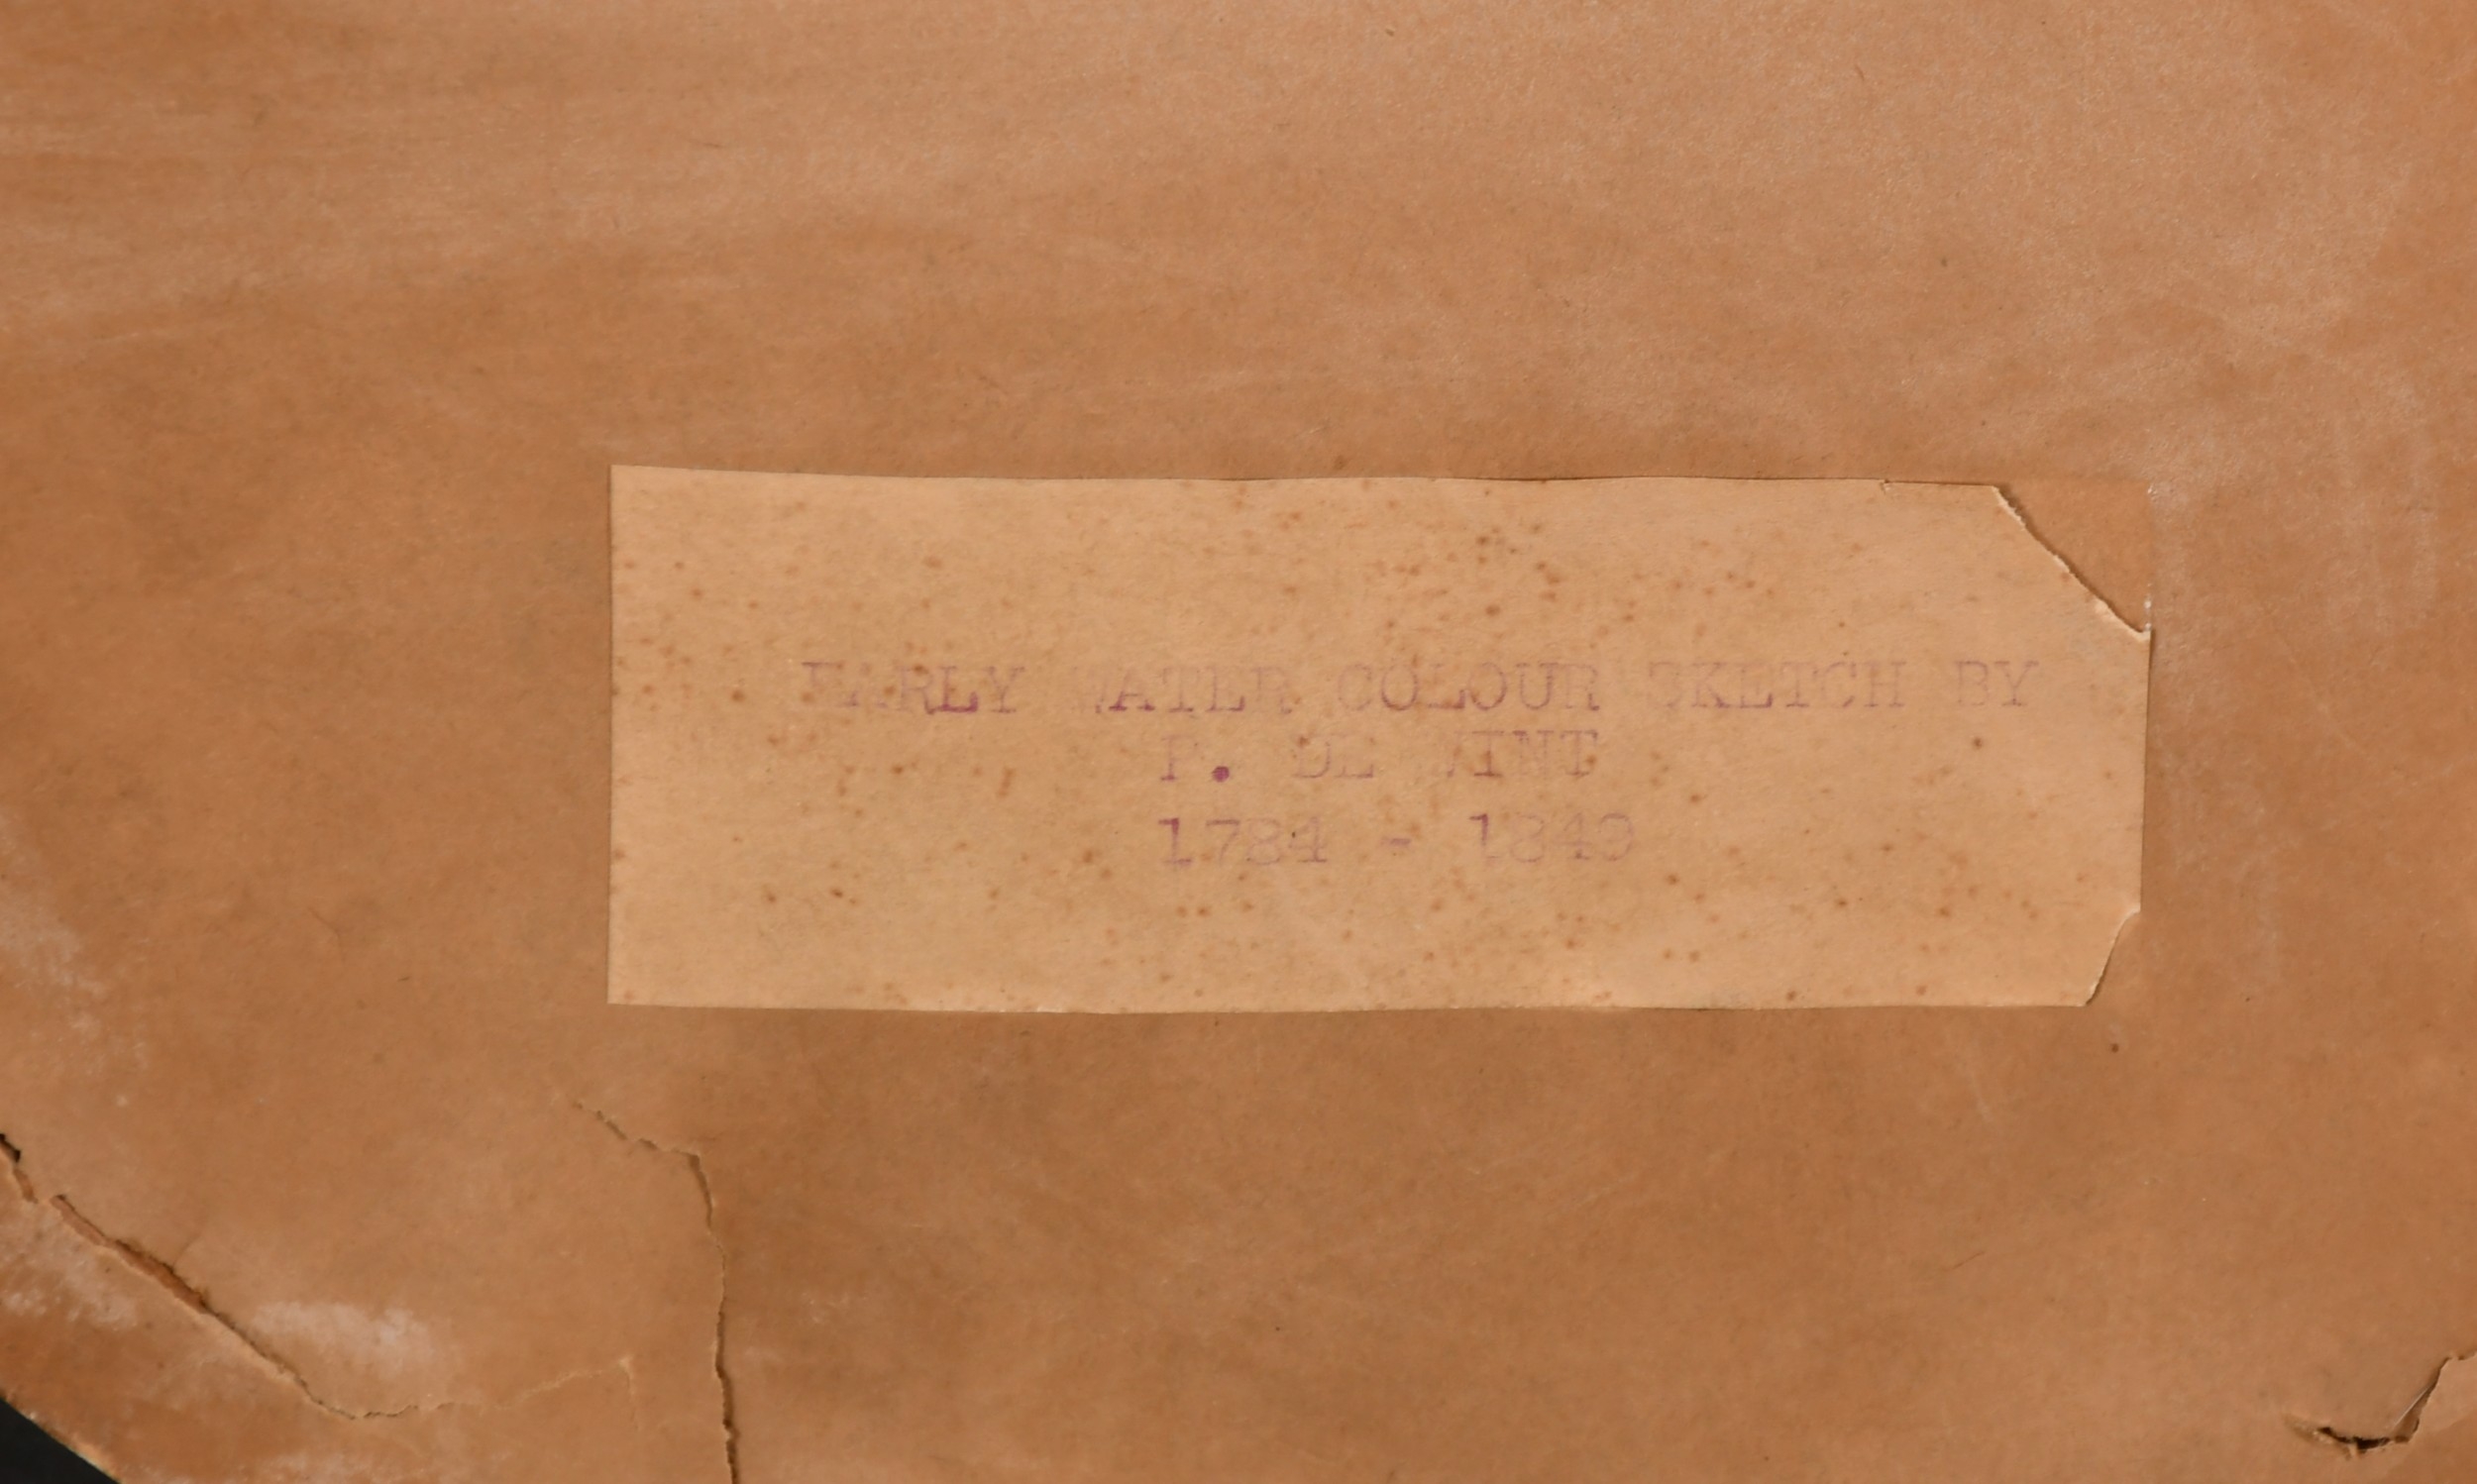 EARLY WATER COLOUR SKETCH BY
P. DE WINT
1784 - 1849